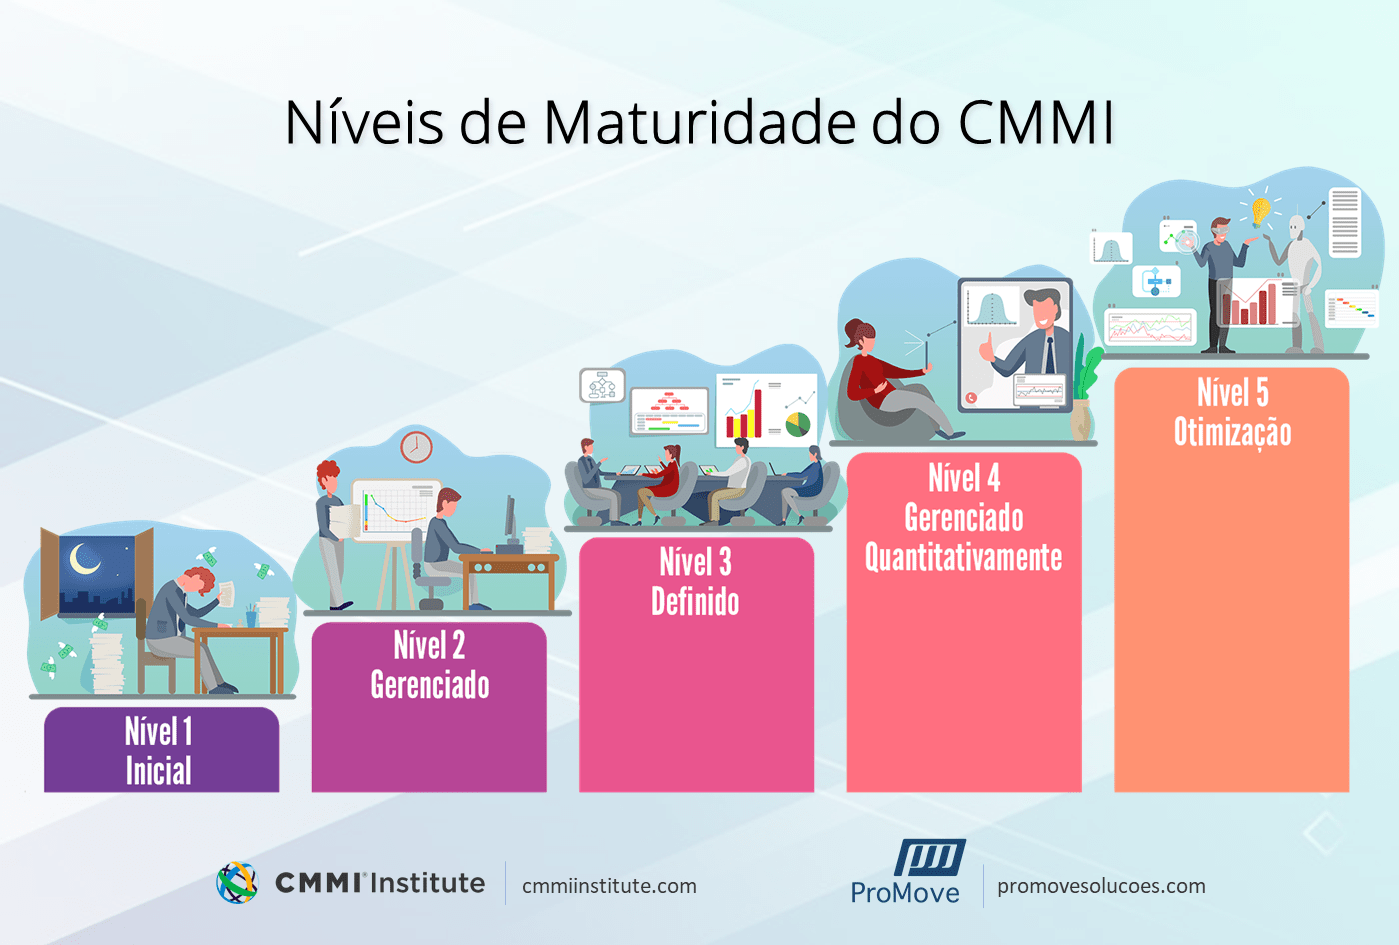 Níveis de Maturidade do CMMI
Nível 1
Inicial
Nível 2
Gerenciado
Nível 3
Definido
Nível 4
Gerenciado
Quantitativamente
Nível 5
Otimização
CMMI® Institute
cmmiinstitute.com
ProMove
promovesolucoes.com